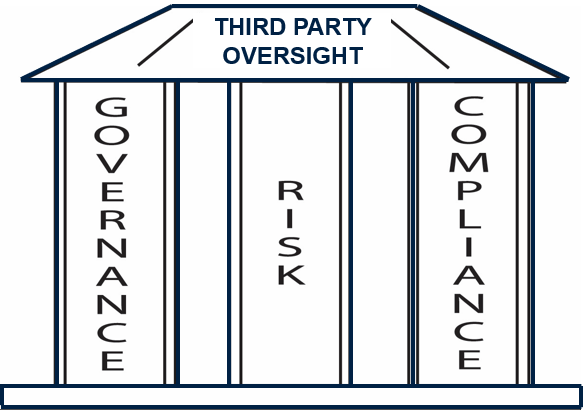 THIRD PARTY
OVERSIGHT
GOVERNANCE
RISK
COMPLIANCE